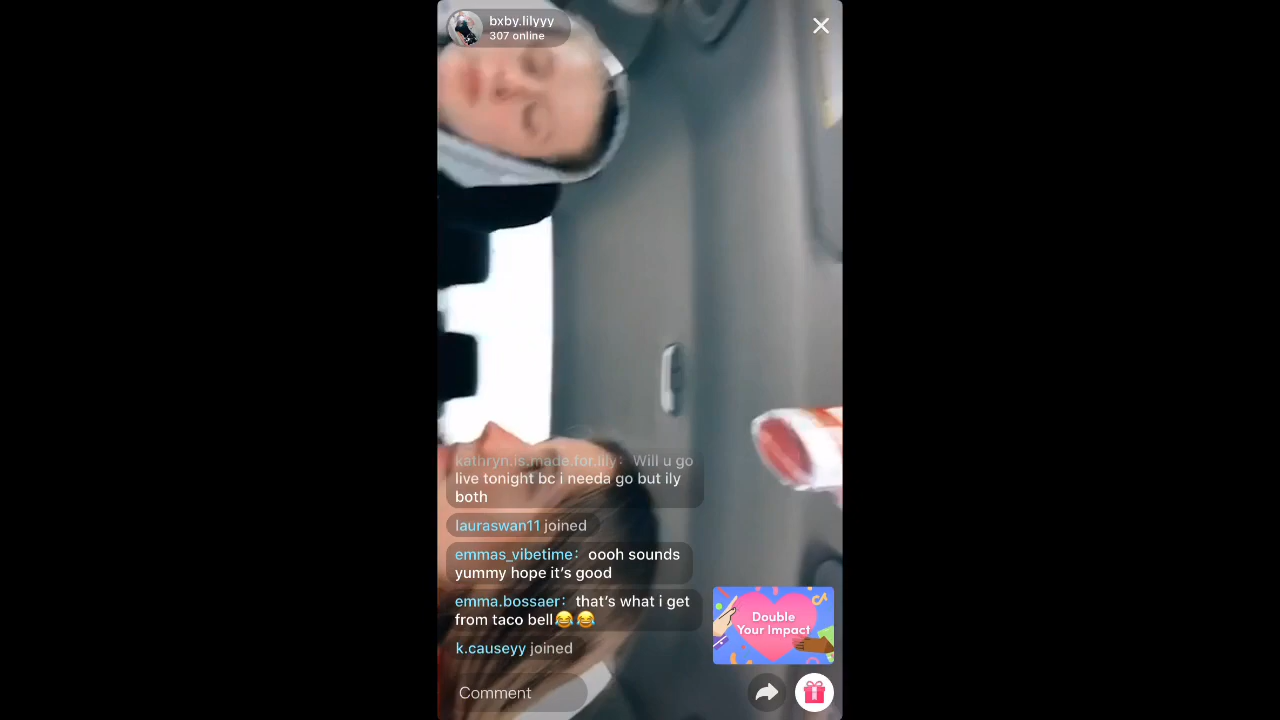 bxby.lilyyy
307 online
kathryn.is.made.for.lily: Will u go
live tonight bc i needa go but ily
both
lauraswan11 joined
emmas_vibetime: oooh sounds
yummy hope it’s good
emma.bossaer: that’s what i get
from taco bell😂😂
k.causeyy joined
Double
Your Impact
Comment